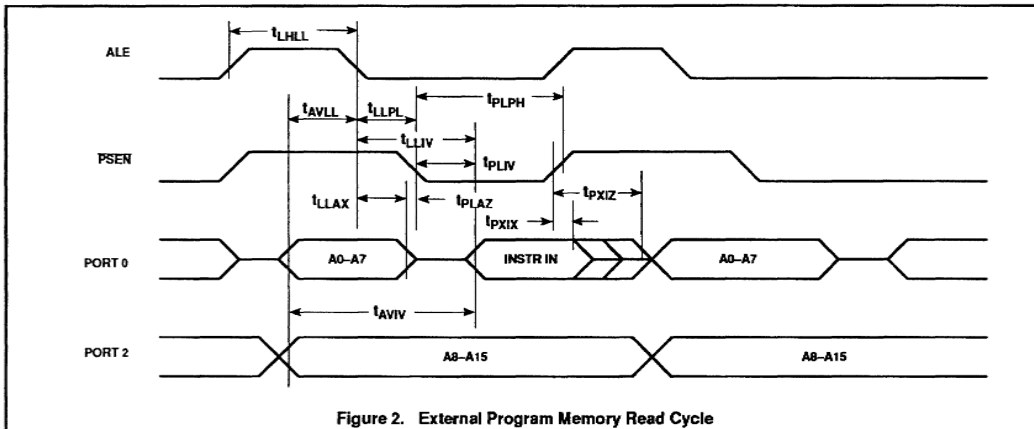 ALE
tLHLL
tAVLL
tLLPL
tPLPH
tLLIV
PSEN
tPLIV
tLLAX
tPLAZ
tPXIZ
tPXIX
PORT 0
A0–A7
INSTR IN
A0–A7
tAVIV
PORT 2
A8–A15
A8–A15
Figure 2. External Program Memory Read Cycle